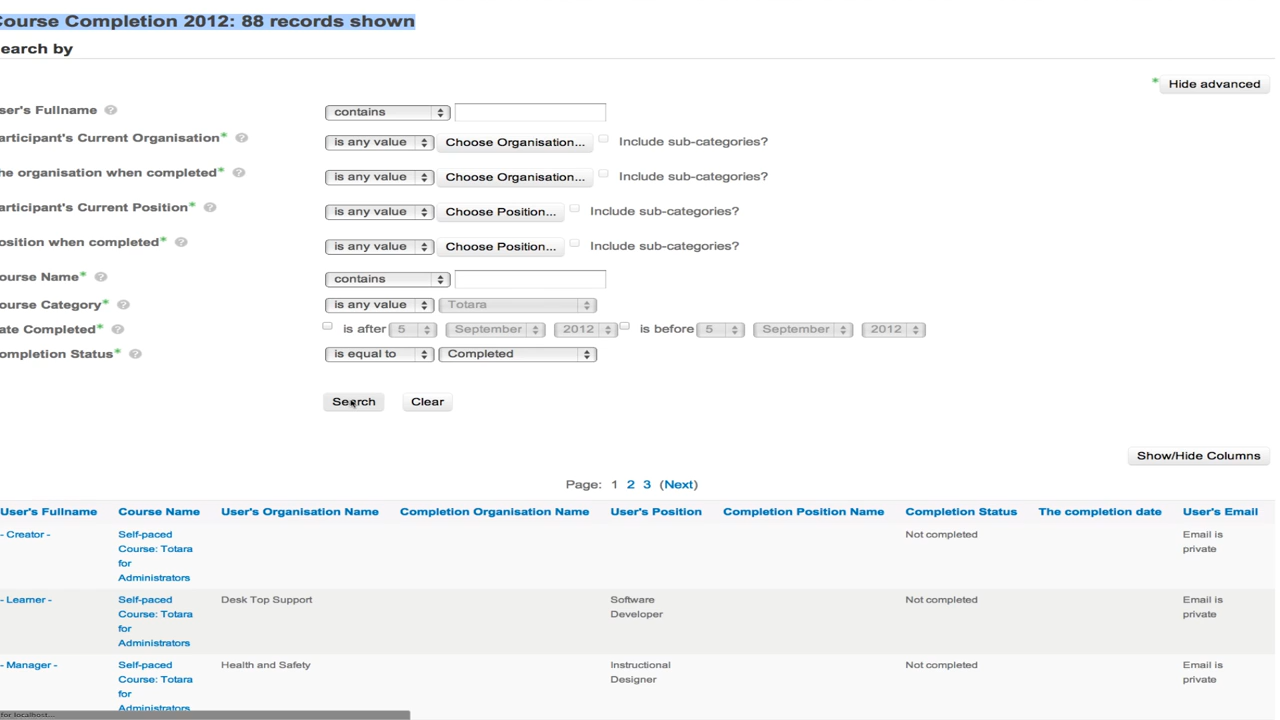 Course Completion 2012: 88 records shown
earch by
* Hide advanced
ser's Fullname contains
articipant's Current Organisation* is any value Choose Organisation... Include sub-categories?
he organisation when completed* is any value Choose Organisation... Include sub-categories?
articipant's Current Position* is any value Choose Position... Include sub-categories?
osition when completed* is any value Choose Position... Include sub-categories?
ourse Name* contains
ourse Category* is any value Totara
ate Completed* is after 5 September 2012 is before 5 September 2012
ompletion Status* is equal to Completed
Search Clear
Show/Hide Columns
Page: 1 2 3 (Next)
User's Fullname Course Name User's Organisation Name Completion Organisation Name User's Position Completion Position Name Completion Status The completion date User's Email
- Creator - Self-paced Not completed Email is
Course: Totara private
for
Administrators
- Learner - Self-paced Desk Top Support Software Not completed Email is
Course: Totara Developer private
for
Administrators
- Manager - Self-paced Health and Safety Instructional Not completed Email is
Course: Totara Designer private
for
Administrators
for localhost...